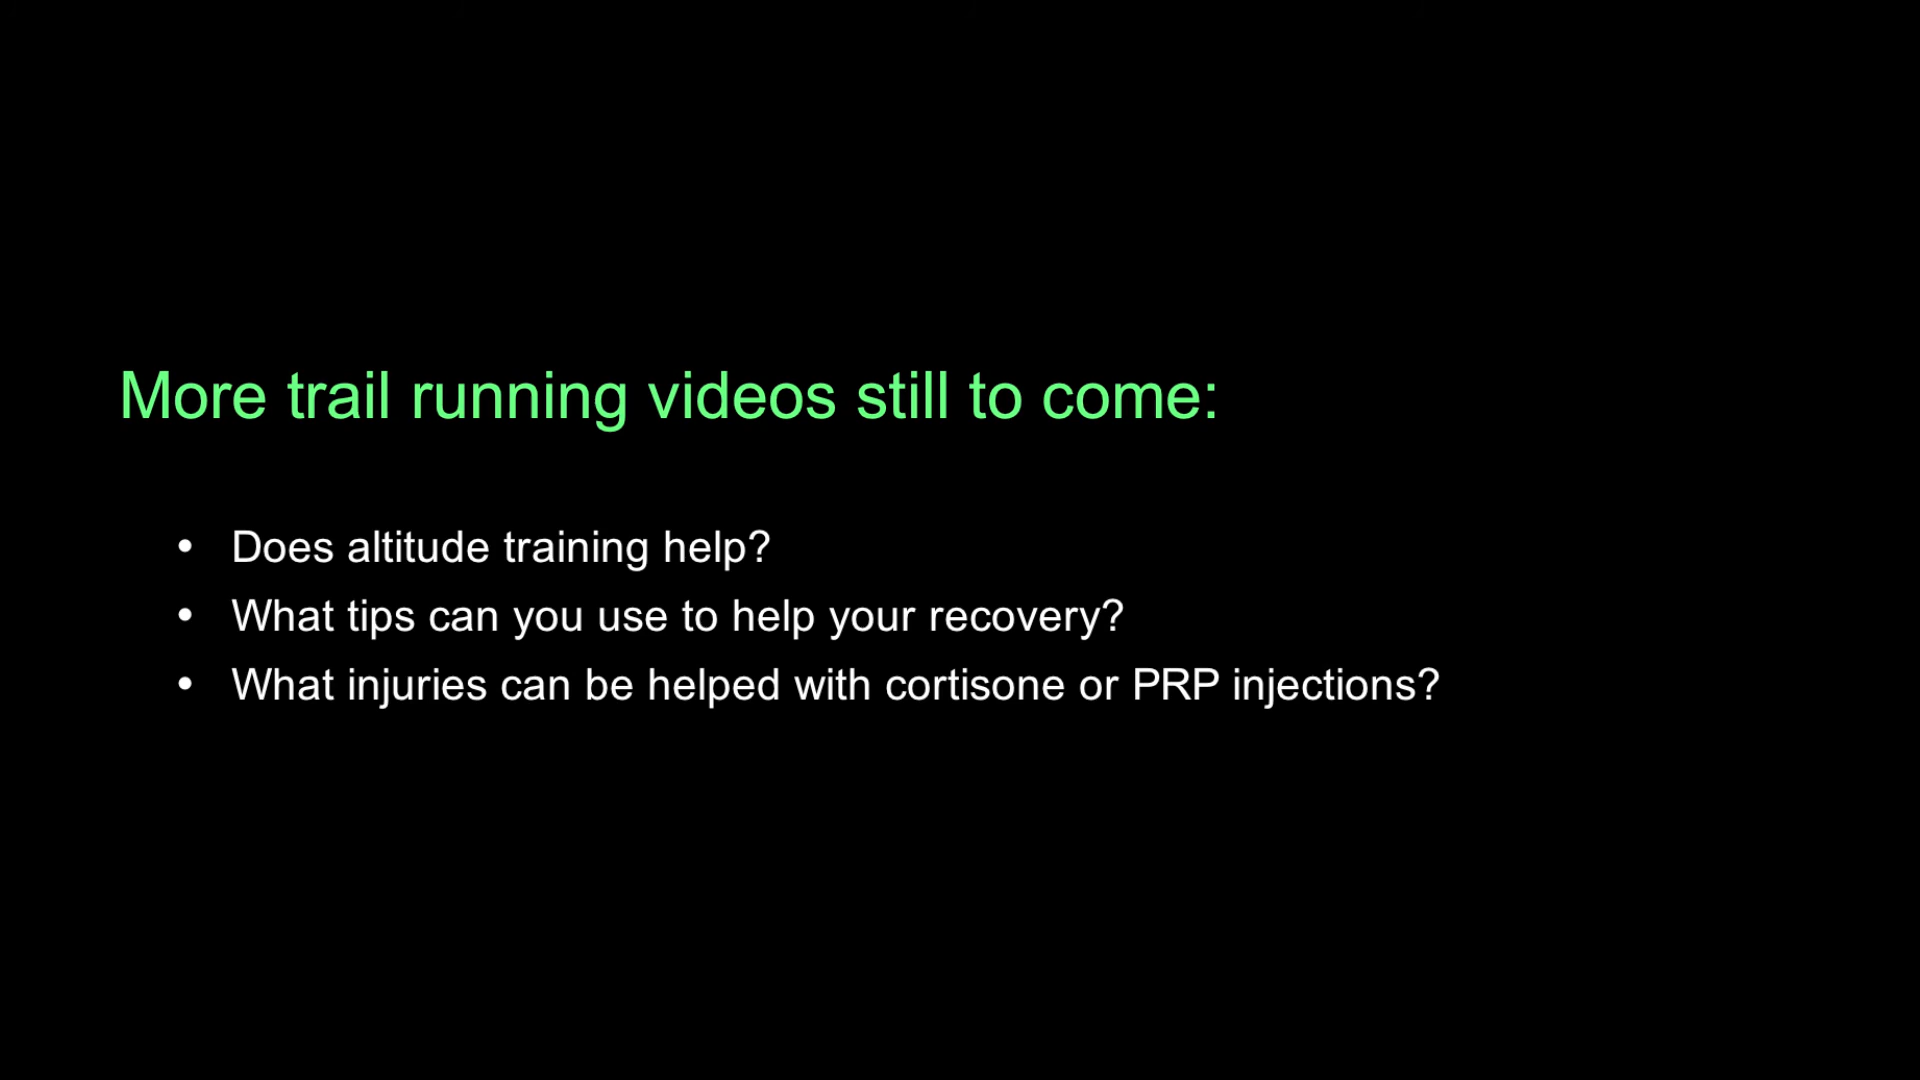 More trail running videos still to come:
• Does altitude training help?
• What tips can you use to help your recovery?
• What injuries can be helped with cortisone or PRP injections?